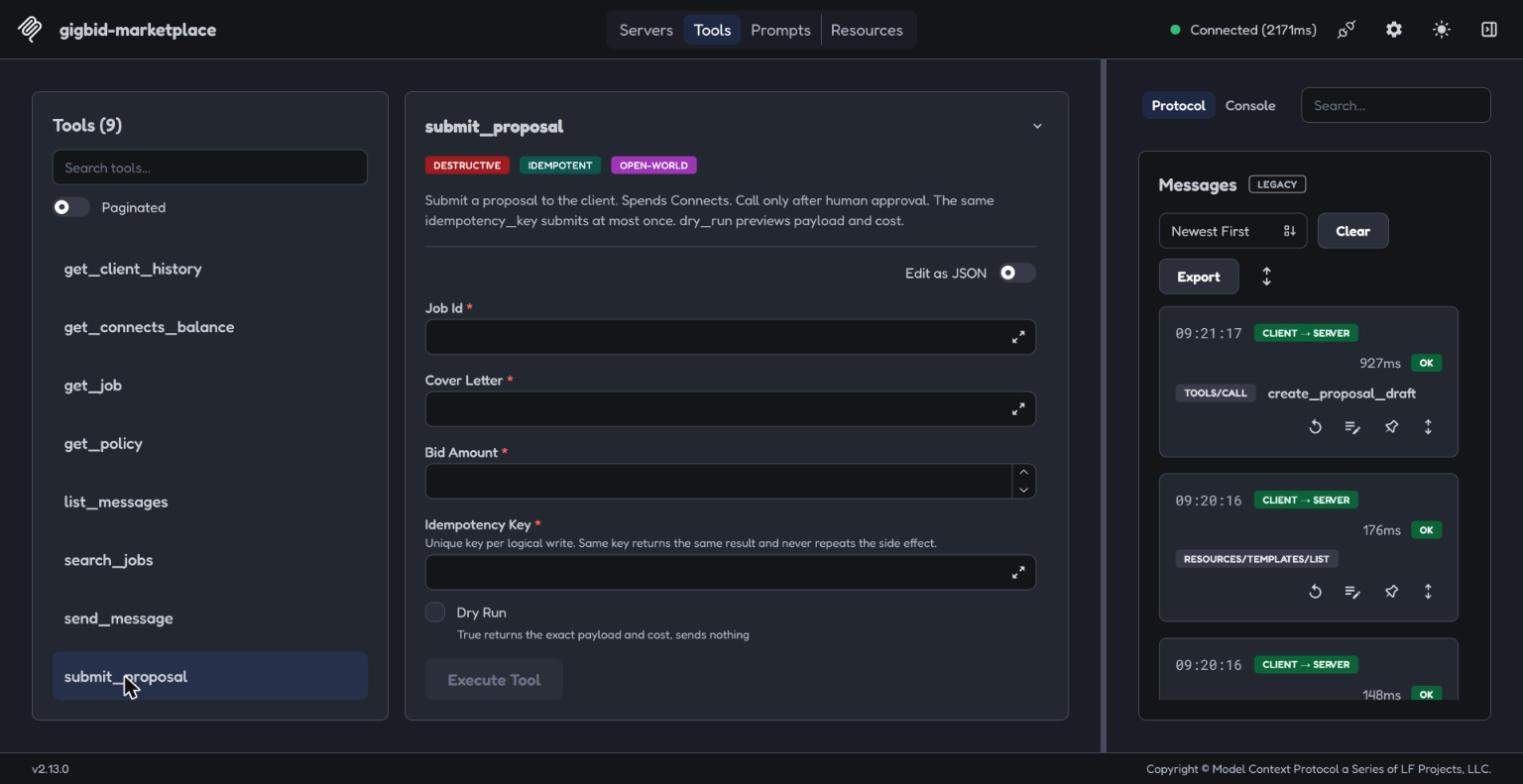 gigbid-marketplace
Servers
Tools
Prompts
Resources
Connected (2171ms)
Tools (9)
Search tools...
Paginated
get_client_history
get_connects_balance
get_job
get_policy
list_messages
search_jobs
send_message
submit_proposal
submit_proposal
DESTRUCTIVE
IDEMPOTENT
OPEN-WORLD
Submit a proposal to the client. Spends Connects. Call only after human approval. The same
idempotency_key submits at most once. dry_run previews payload and cost.
Edit as JSON
Job Id *
Cover Letter *
Bid Amount *
Idempotency Key *
Unique key per logical write. Same key returns the same result and never repeats the side effect.
Dry Run
True returns the exact payload and cost, sends nothing
Execute Tool
Protocol
Console
Search...
Messages
LEGACY
Newest First
Clear
Export
09:21:17
CLIENT → SERVER
927ms
OK
TOOLS/CALL
create_proposal_draft
09:20:16
CLIENT → SERVER
176ms
OK
RESOURCES/TEMPLATES/LIST
09:20:16
CLIENT → SERVER
148ms
OK
v2.13.0
Copyright © Model Context Protocol a Series of LF Projects, LLC.